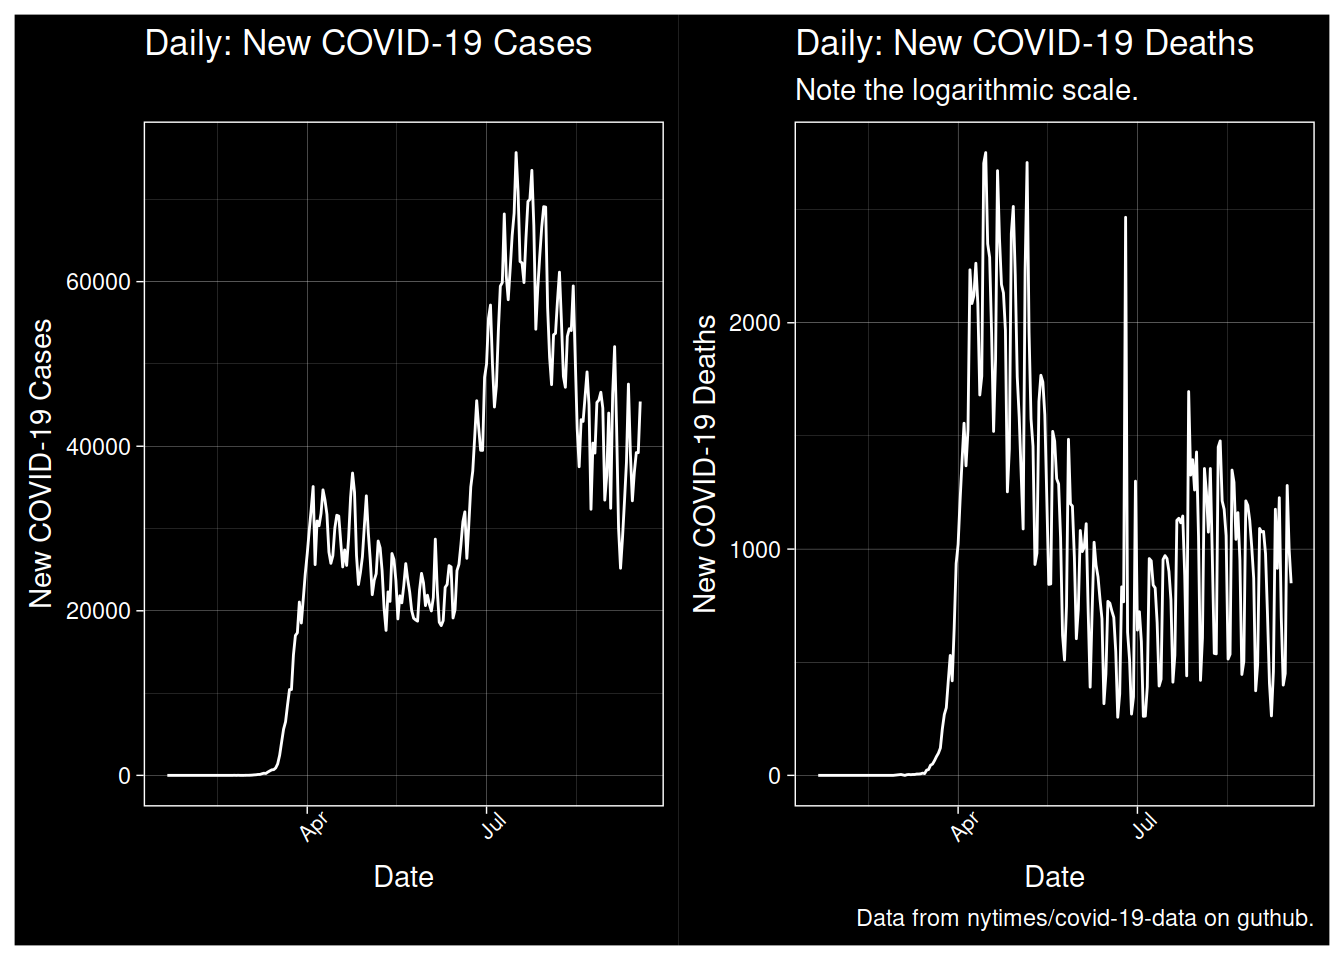 Daily: New COVID-19 Cases
New COVID-19 Cases
60000
40000
20000
0
Apr
Jul
Date
Daily: New COVID-19 Deaths
Note the logarithmic scale.
New COVID-19 Deaths
2000
1000
0
Apr
Jul
Date
Data from nytimes/covid-19-data on guthub.